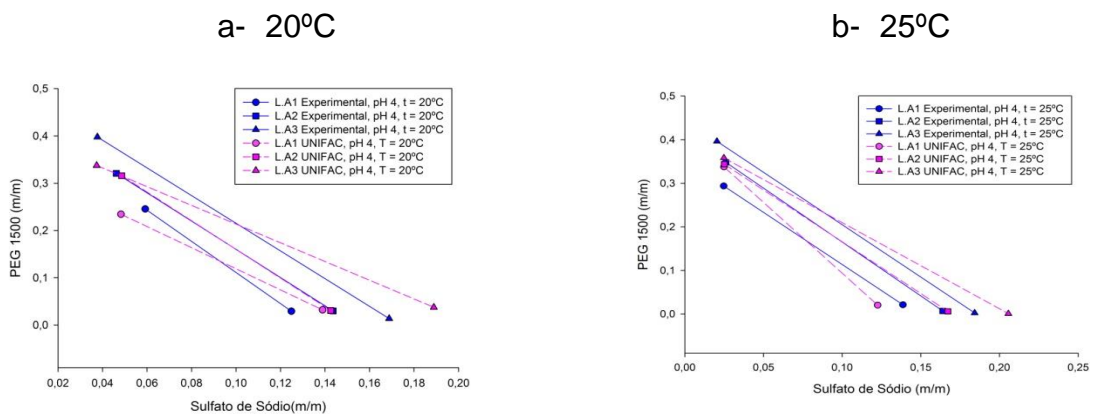 a- 20ºC
b- 25ºC
0,5
0,4
0,3
0,2
0,1
0,0
PEG 1500 (m/m)
L.A1 Experimental, pH 4, t = 20ºC
L.A2 Experimental, pH 4, t = 20ºC
L.A3 Experimental, pH 4, t = 20ºC
L.A1 UNIFAC, pH 4, T = 20ºC
L.A2 UNIFAC, pH 4, T = 20ºC
L.A3 UNIFAC, pH 4, T = 20ºC
0,02 0,04 0,06 0,08 0,10 0,12 0,14 0,16 0,18 0,20
Sulfato de Sódio(m/m)
0,5
0,4
0,3
0,2
0,1
0,0
PEG 1500 (m/m)
L.A1 Experimental, pH 4, t = 25ºC
L.A2 Experimental, pH 4, t = 25ºC
L.A3 Experimental, pH 4, t = 25ºC
L.A1 UNIFAC, pH 4, T = 25ºC
L.A2 UNIFAC, pH 4, T = 25ºC
L.A3 UNIFAC, pH 4, T = 25ºC
0,00 0,05 0,10 0,15 0,20 0,25
Sulfato de Sódio (m/m)